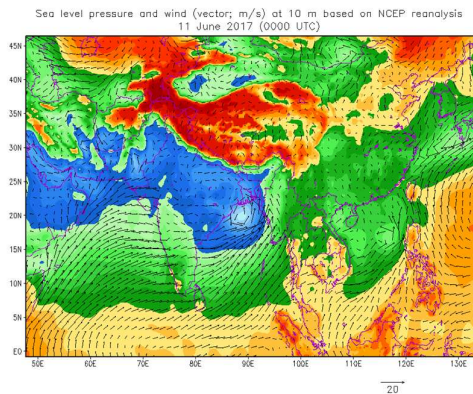 Sea level pressure and wind (vector; m/s) at 10 m based on NCEP reanalysis
11 June 2017 (0000 UTC)
45N
40N
35N
30N
25N
20N
15N
10N
5N
EQ
50E 60E 70E 80E 90E 100E 110E 120E 130E
20